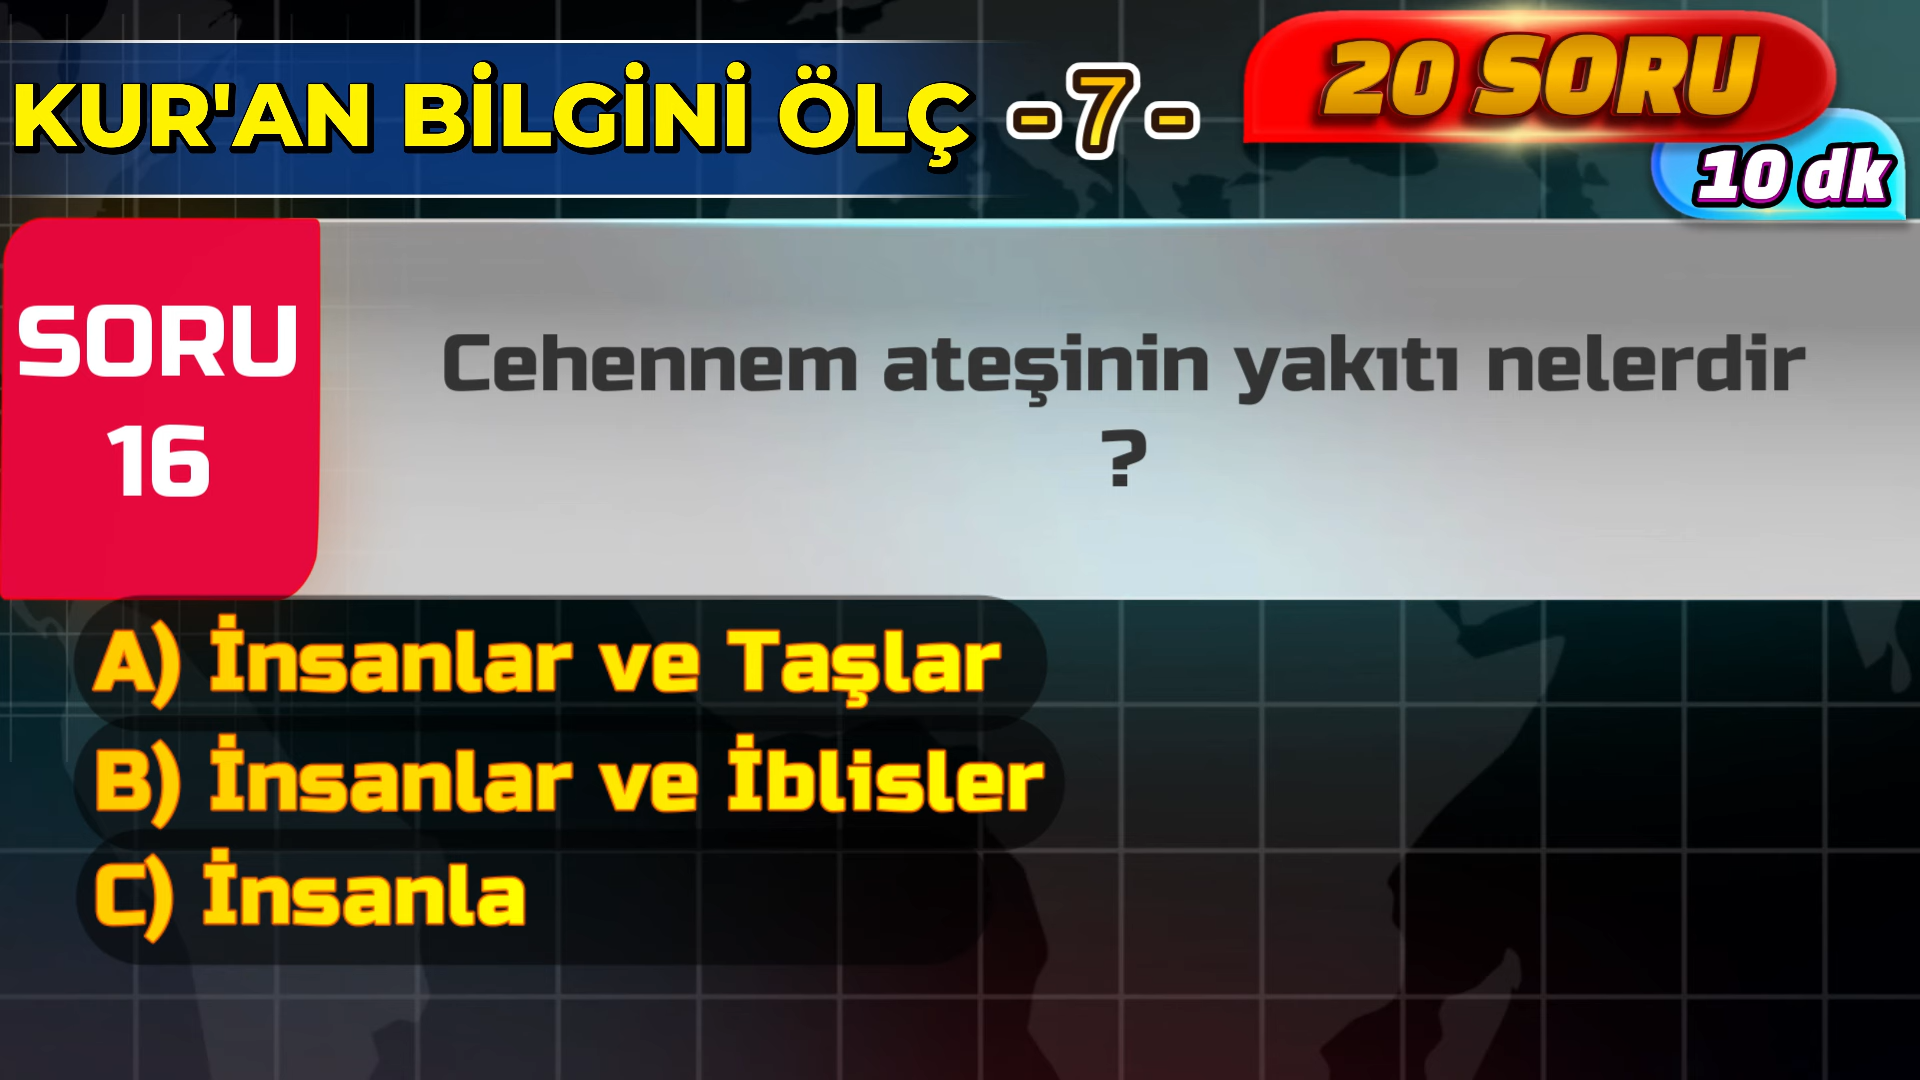 KUR'AN BİLGİNİ ÖLÇ -7- 20 SORU
10 dk
SORU
16
Cehennem ateşinin yakıtı nelerdir
?
A) İnsanlar ve Taşlar
B) İnsanlar ve İblisler
C) İnsanla